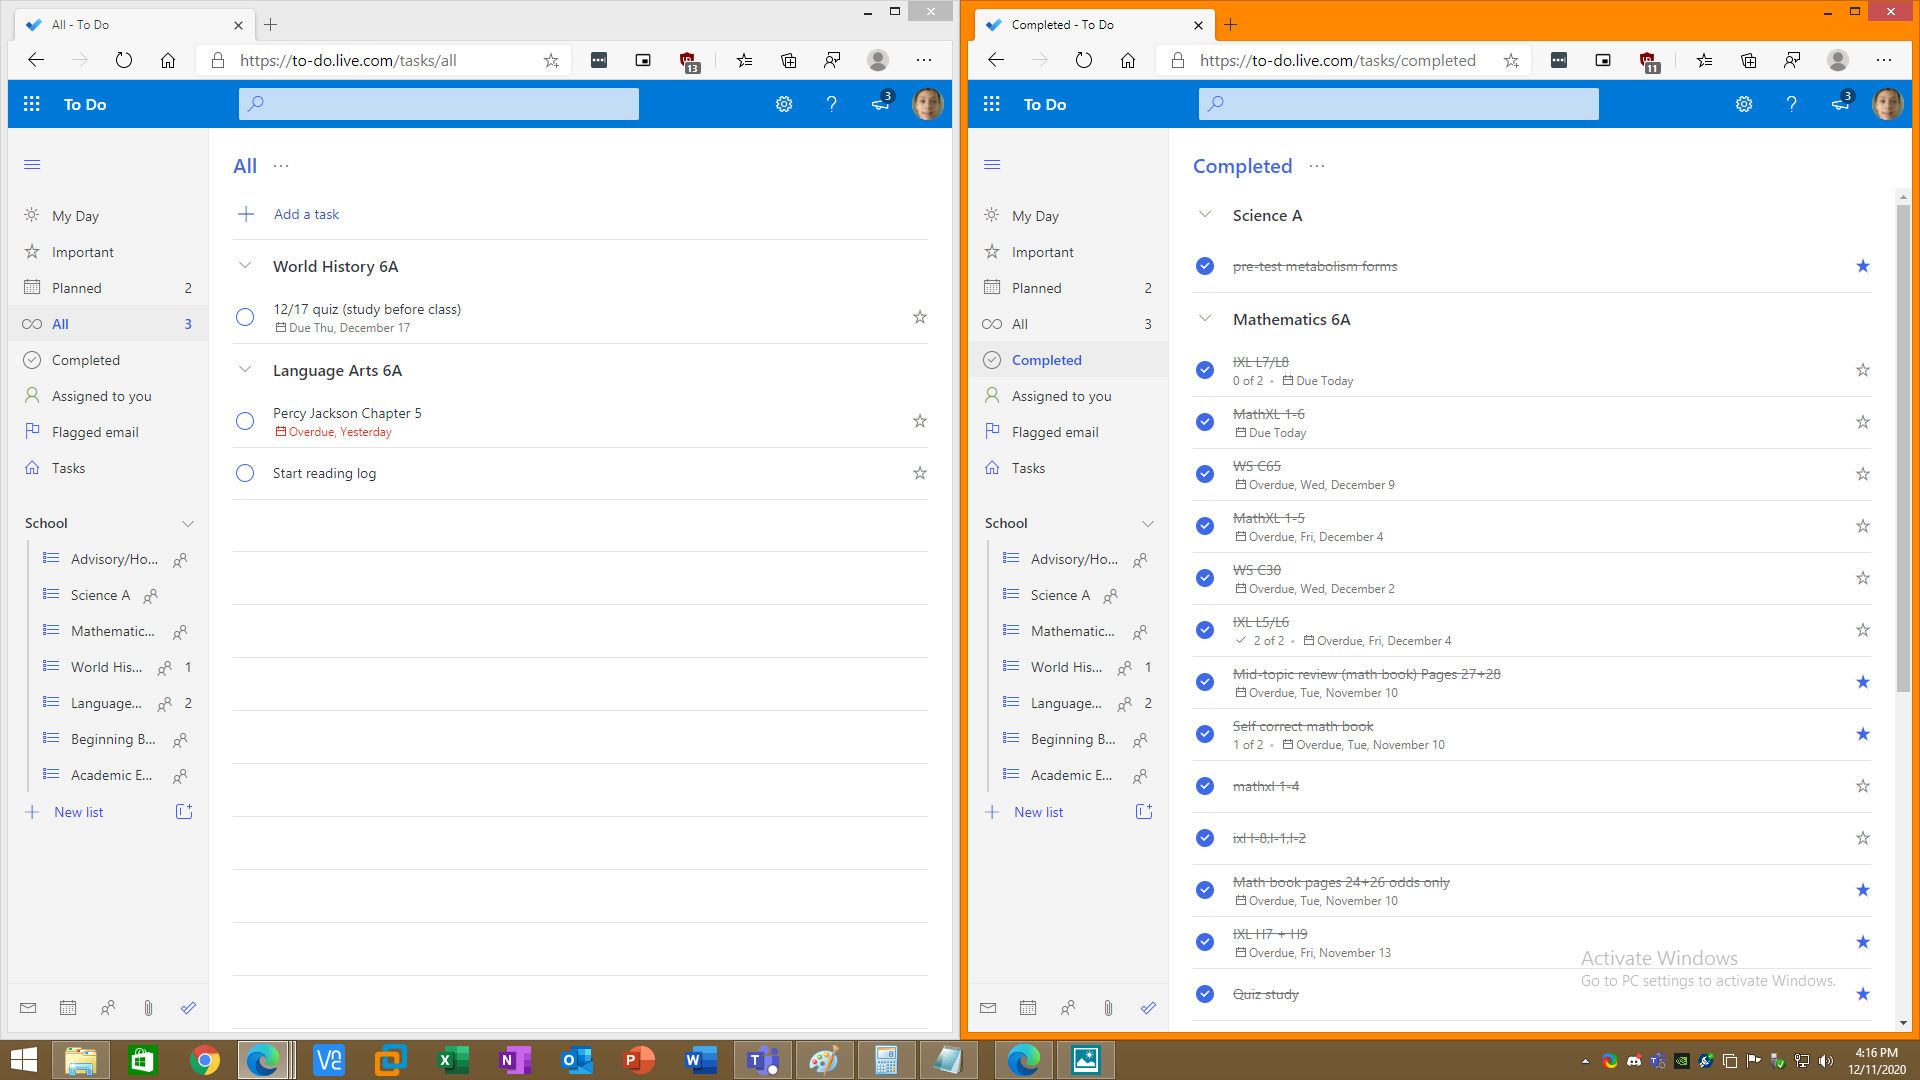 All - To Do
https://to-do.live.com/tasks/all
13
To Do
3
All
Add a task
My Day
Important
Planned 2
All 3
Completed
Assigned to you
Flagged email
Tasks
School
Advisory/Ho...
Science A
Mathematic...
World His... 1
Language... 2
Beginning B...
Academic E...
New list
World History 6A
12/17 quiz (study before class)
Due Thu, December 17
Language Arts 6A
Percy Jackson Chapter 5
Overdue, Yesterday
Start reading log
Completed - To Do
https://to-do.live.com/tasks/completed
11
To Do
3
Completed
My Day
Important
Planned 2
All 3
Completed
Assigned to you
Flagged email
Tasks
School
Advisory/Ho...
Science A
Mathematic...
World His... 1
Language... 2
Beginning B...
Academic E...
New list
Science A
pre-test metabolism forms
Mathematics 6A
IXL L7/L8
0 of 2 • Due Today
MathXL 1-6
Due Today
WS C65
Overdue, Wed, December 9
MathXL 1-5
Overdue, Fri, December 4
WS C30
Overdue, Wed, December 2
IXL L5/L6
2 of 2 • Overdue, Fri, December 4
Mid-topic review (math book) Pages 27+28
Overdue, Tue, November 10
Self correct math book
1 of 2 • Overdue, Tue, November 10
mathxl 1-4
ixl I-8,I-1,I-2
Math book pages 24+26 odds only
Overdue, Tue, November 10
IXL H7 + H9
Overdue, Fri, November 13
Quiz study
Activate Windows
Go to PC settings to activate Windows.
4:16 PM
12/11/2020